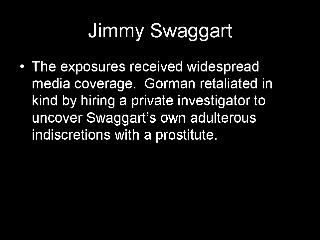 Jimmy Swaggart
• The exposures received widespread
media coverage.  Gorman retaliated in
kind by hiring a private investigator to
uncover Swaggart's own adulterous
indiscretions with a prostitute.